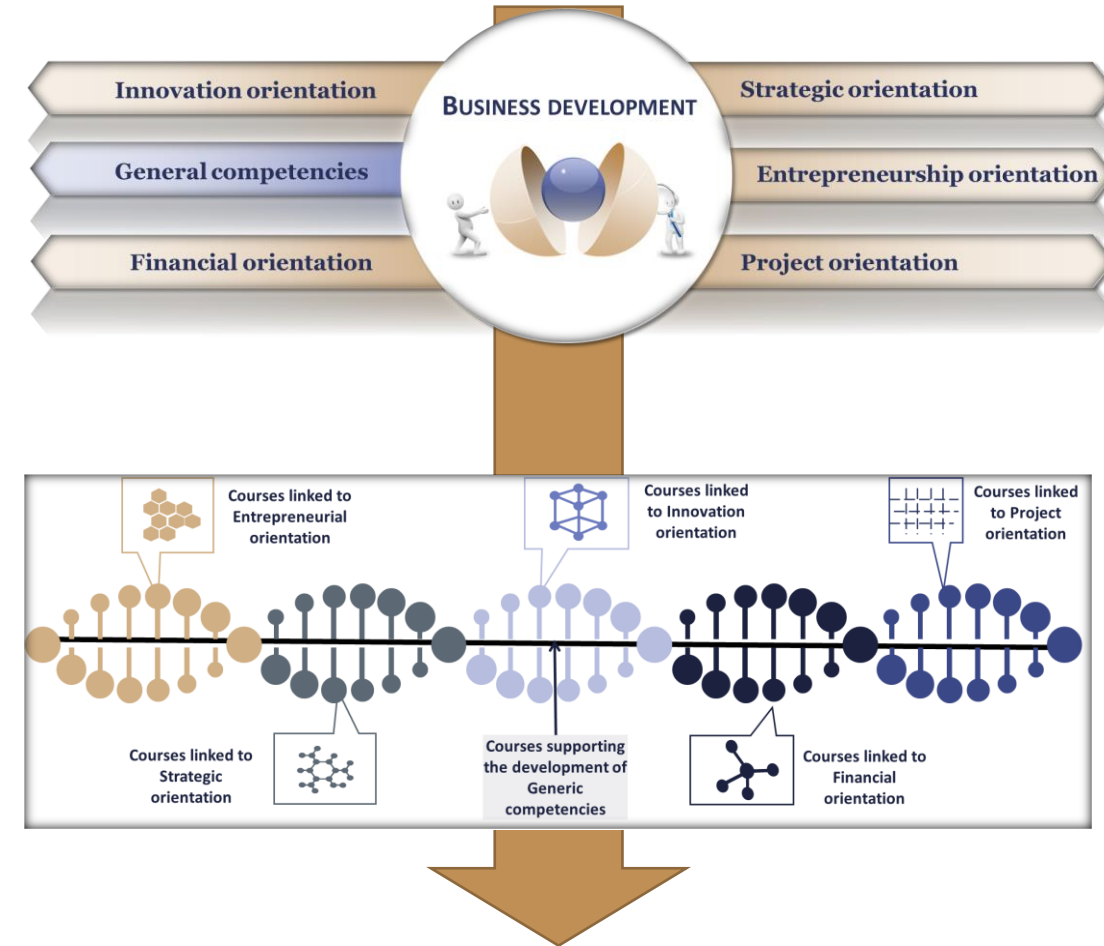 Innovation orientation
General competencies
Financial orientation
BUSINESS DEVELOPMENT
Strategic orientation
Entrepreneurship orientation
Project orientation
Courses linked to
Entrepreneurial
orientation
Courses linked
to Innovation
orientation
Courses linked
to Project
orientation
Courses linked to
Strategic
orientation
Courses supporting
the development of
Generic
competencies
Courses linked to
Financial
orientation